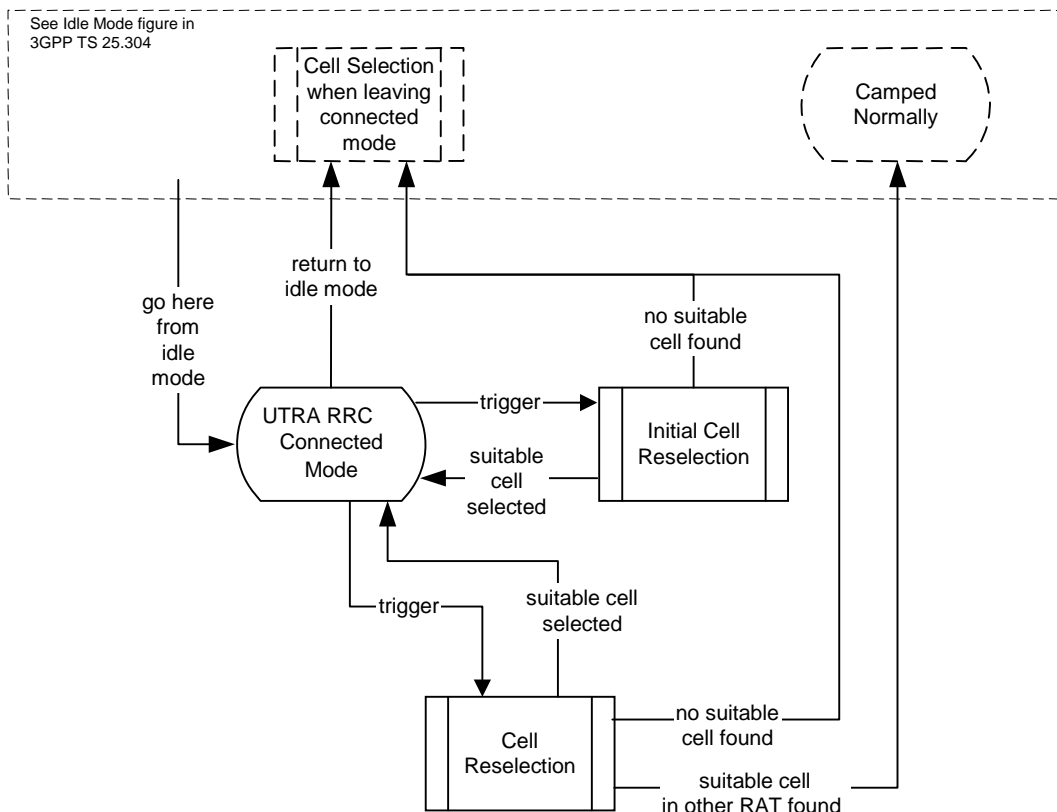 See Idle Mode figure in
3GPP TS 25.304
Cell Selection
when leaving
connected
mode
Camped
Normally
return to
idle mode
go here
from
idle
mode
no suitable
cell found
UTRA RRC
Connected
Mode
trigger
Initial Cell
Reselection
suitable
cell
selected
trigger
suitable cell
selected
Cell
Reselection
no suitable
cell found
suitable cell
in other RAT found